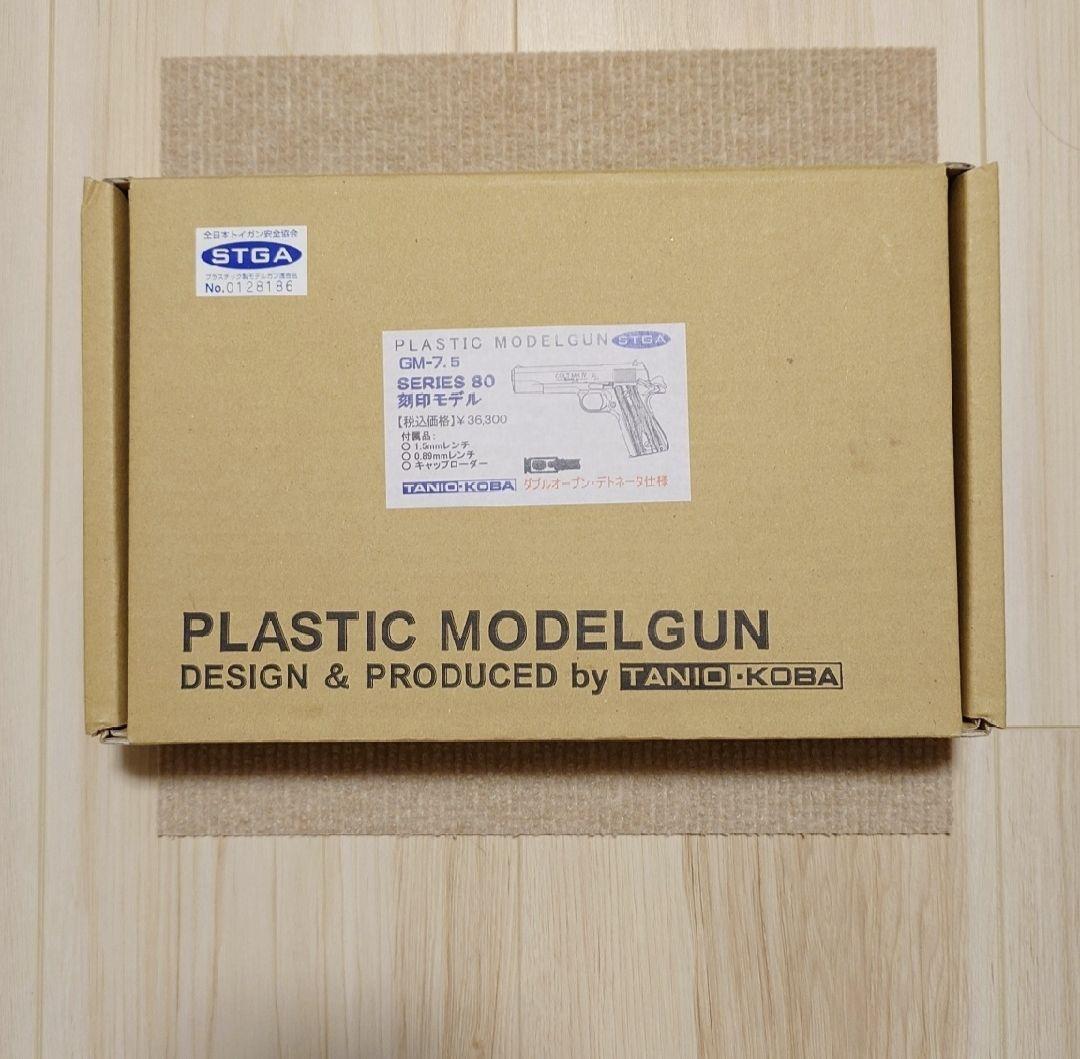 全日本トイガン安全協会
STGA
プラスチック製モデルガン適合品
No.0128186
PLASTIC MODELGUN STGA
GM-7.5
SERIES 80
刻印モデル
【税込価格】¥36,300
付属品:
○ 1.5mmレンチ
○ 0.89mmレンチ
○ キャップローダー
TANIO・KOBA ダブルオープン・デトネータ仕様
COLT MK IV
PLASTIC MODELGUN
DESIGN & PRODUCED by TANIO・KOBA